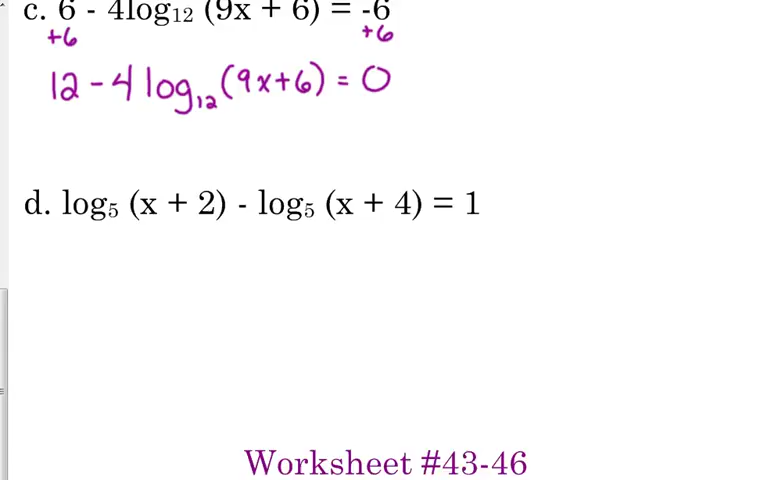 c. 6 - 4log₁₂ (9x + 6) = -6
+6 +6
12 - 4 log₁₂ (9x+6) = 0
d. log₅ (x + 2) - log₅ (x + 4) = 1
Worksheet #43-46